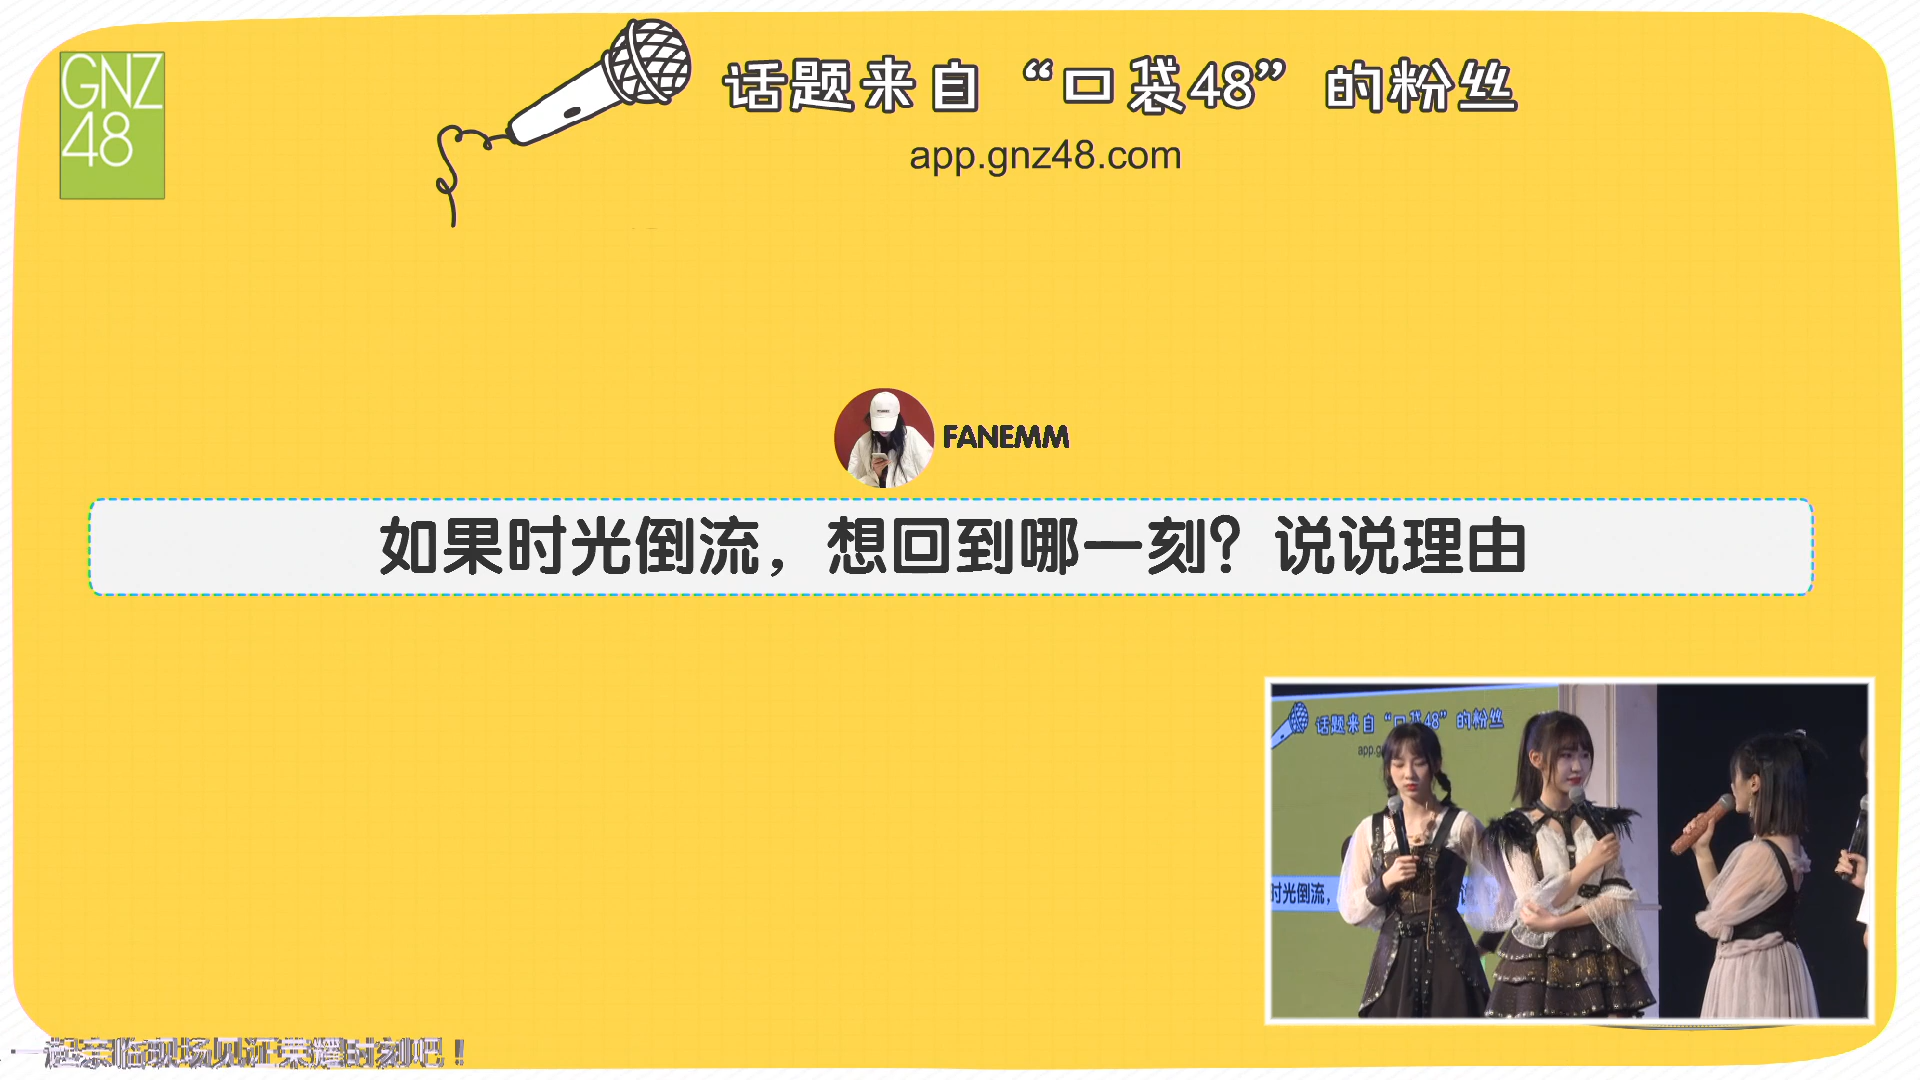 GNZ
48
话题来自“口袋48”的粉丝
app.gnz48.com
FANEMM
如果时光倒流，想回到哪一刻？说说理由
话题来自“口袋48”的粉丝
app.g
时光倒流，
一起亲临现场见证荣耀时刻吧！